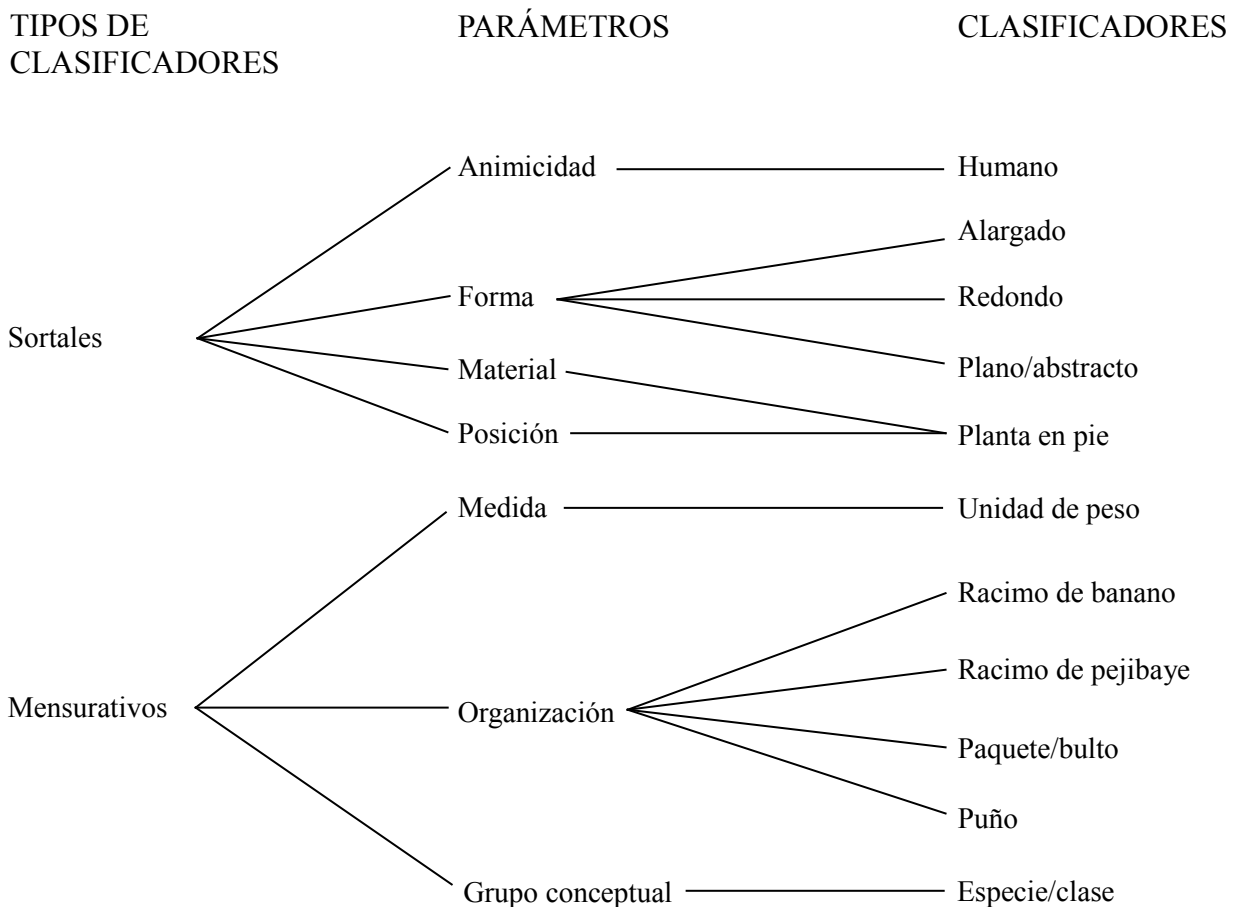 TIPOS DE CLASIFICADORES
PARÁMETROS
CLASIFICADORES
Animicidad
Humano
Alargado
Forma
Redondo
Sortales
Material
Plano/abstracto
Posición
Planta en pie
Medida
Unidad de peso
Racimo de banano
Racimo de pejibaye
Mensurativos
Organización
Paquete/bulto
Puño
Grupo conceptual
Especie/clase